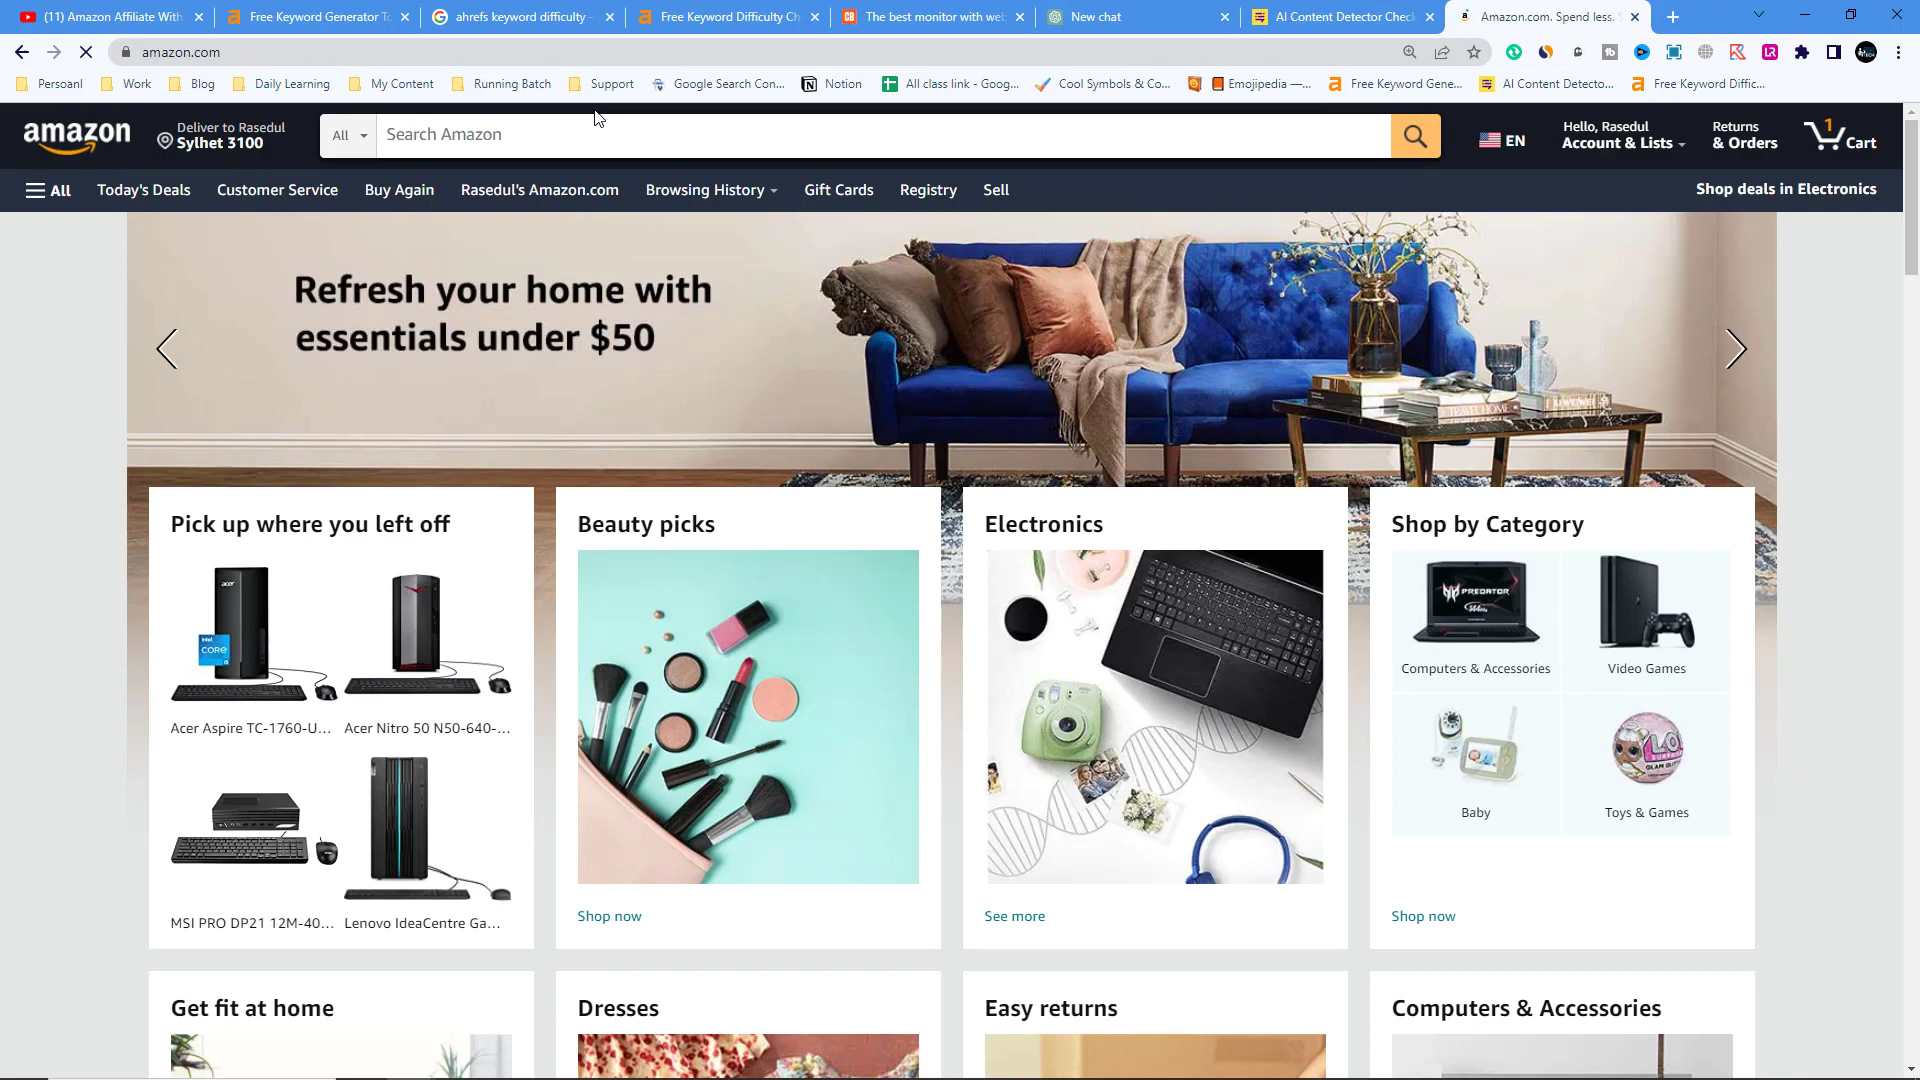 (11) Amazon Affiliate With
Free Keyword Generator To
ahrefs keyword difficulty -
Free Keyword Difficulty Ch
The best monitor with web
New chat
AI Content Detector Check
Amazon.com. Spend less. S
amazon.com
Persoanl
Work
Blog
Daily Learning
My Content
Running Batch
Support
Google Search Con...
Notion
All class link - Goog...
Cool Symbols & Co...
Emojipedia —...
Free Keyword Gene...
AI Content Detecto...
Free Keyword Diffic...
amazon
Deliver to Rasedul
Sylhet 3100
All
Search Amazon
EN
Hello, Rasedul
Account & Lists
Returns
& Orders
1
Cart
All
Today's Deals
Customer Service
Buy Again
Rasedul's Amazon.com
Browsing History
Gift Cards
Registry
Sell
Shop deals in Electronics
Refresh your home with
essentials under $50
Pick up where you left off
acer
intel
CORE
i5
Acer Aspire TC-1760-U...
Acer Nitro 50 N50-640-...
MSI PRO DP21 12M-40...
Lenovo IdeaCentre Ga...
Beauty picks
Shop now
Electronics
See more
Shop by Category
PREDATOR
Computers & Accessories
Video Games
Baby
Toys & Games
Shop now
Get fit at home
Dresses
Easy returns
Computers & Accessories